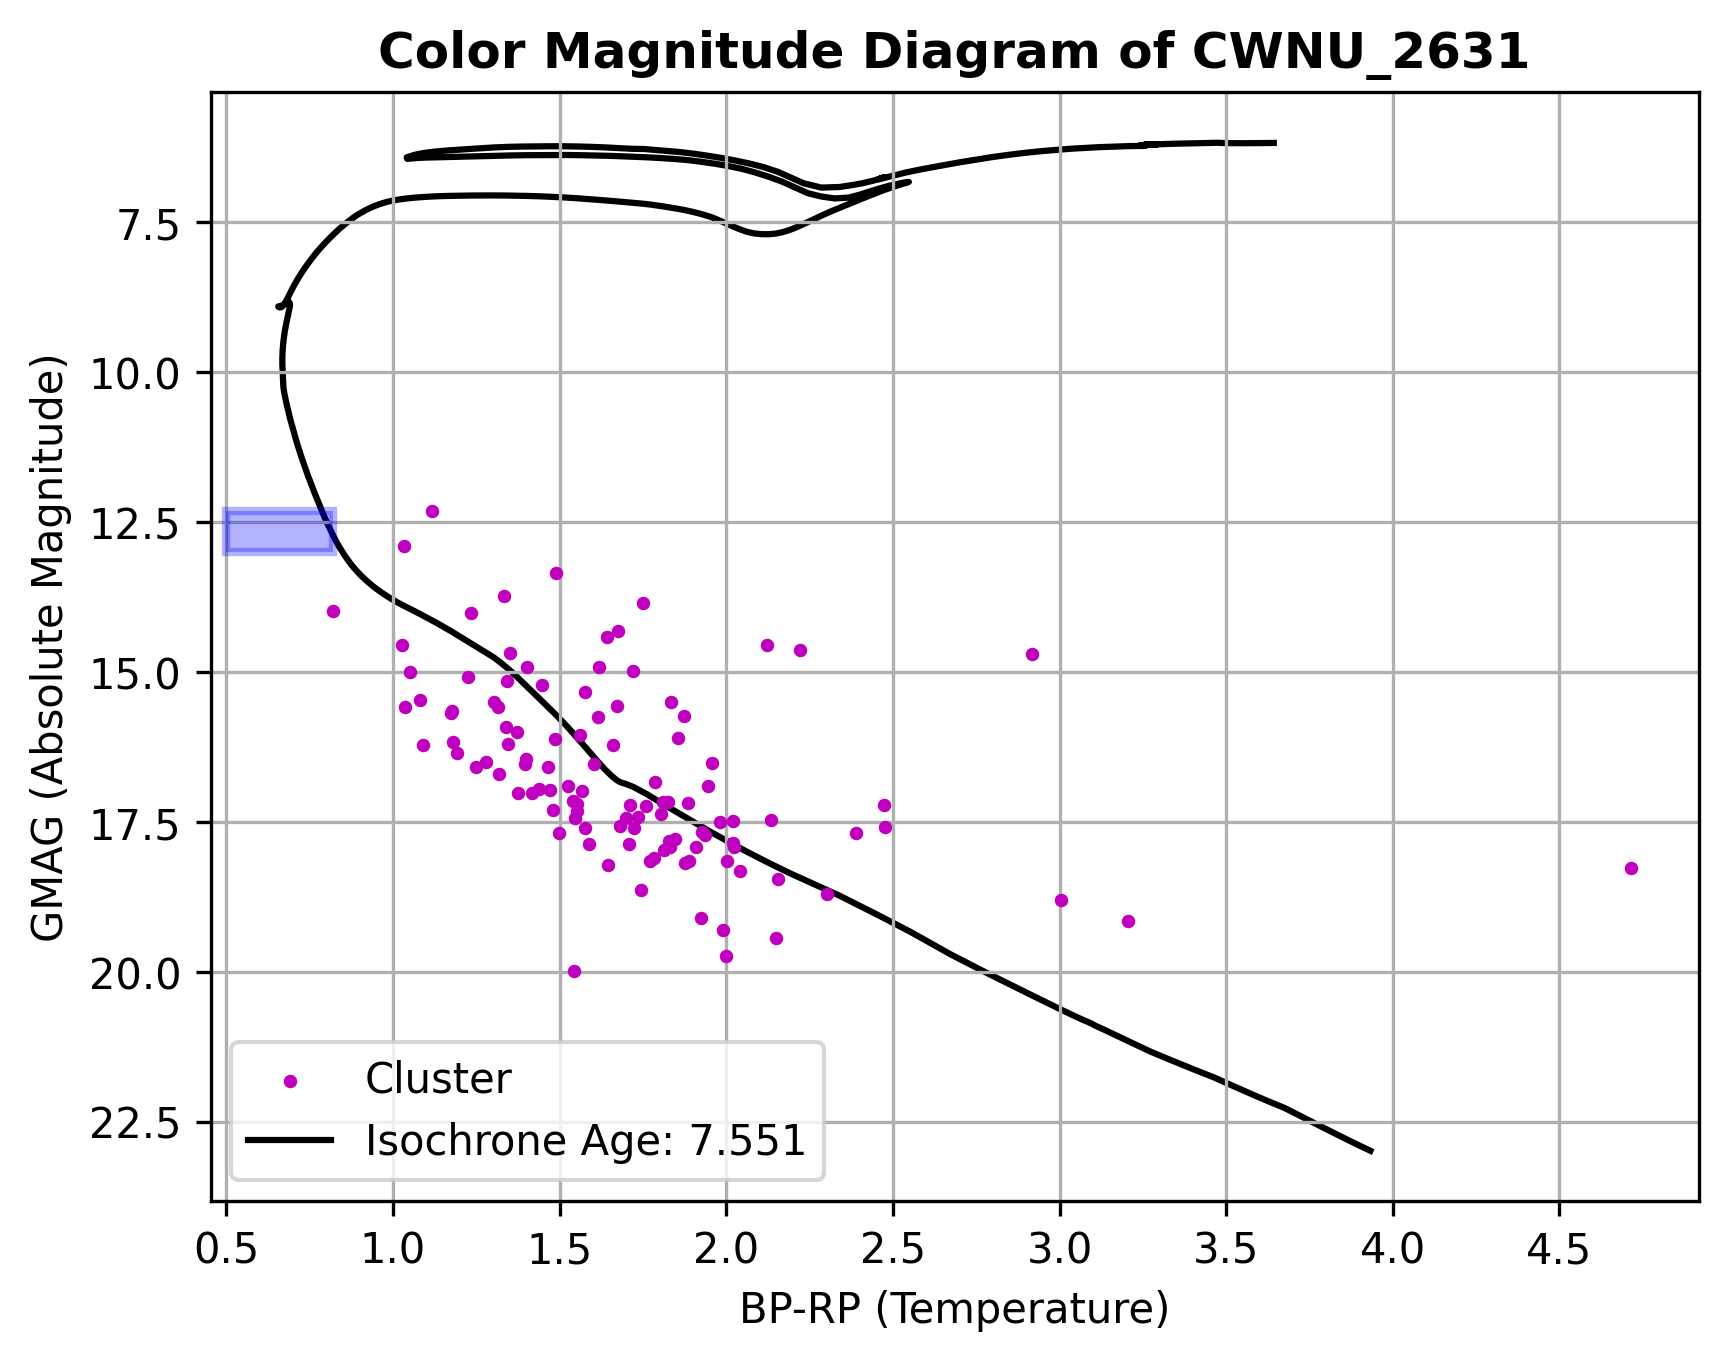 Color Magnitude Diagram of CWNU_2631
GMAG (Absolute Magnitude)
7.5
10.0
12.5
15.0
17.5
20.0
22.5
Cluster
Isochrone Age: 7.551
0.5 1.0 1.5 2.0 2.5 3.0 3.5 4.0 4.5
BP-RP (Temperature)